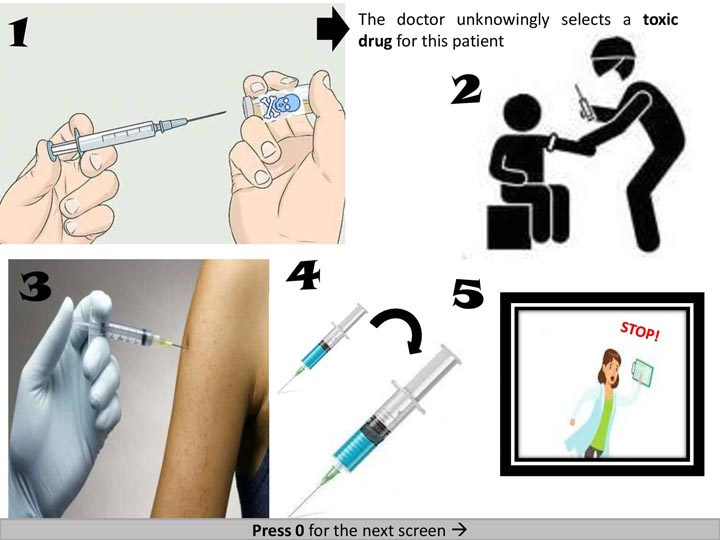 1
The doctor unknowingly selects a toxic
drug for this patient
2
3
4
5
STOP!
Press 0 for the next screen →